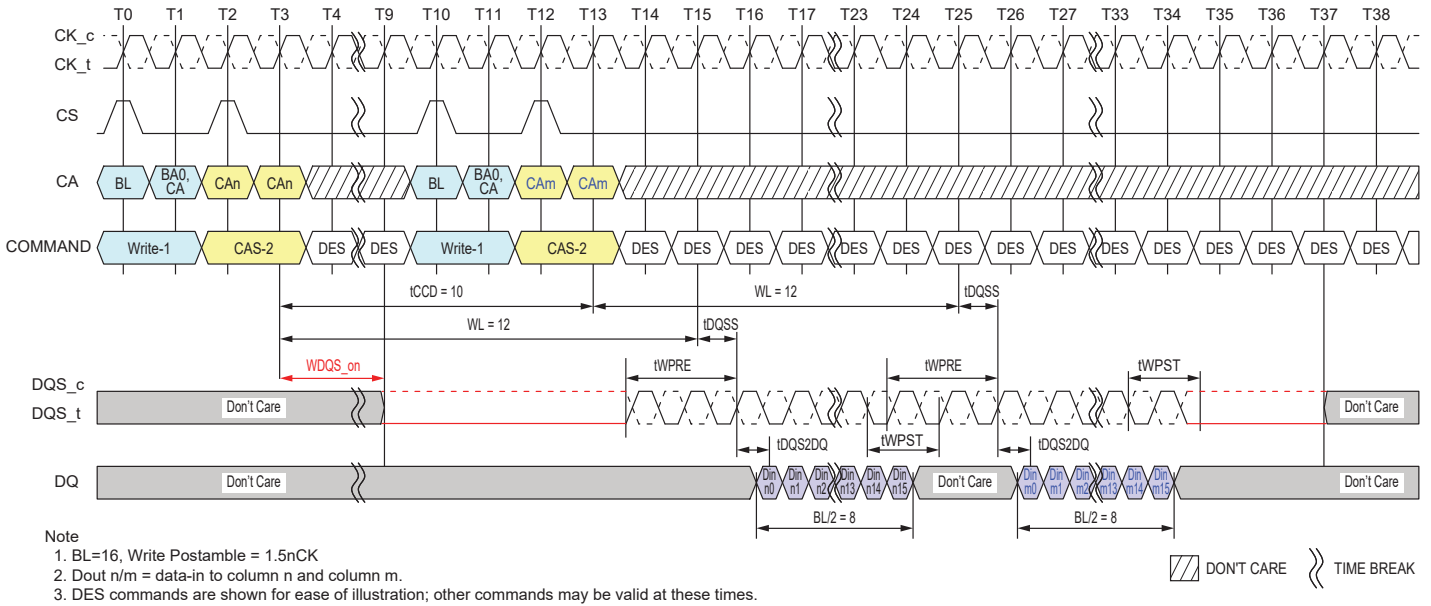 T0 T1 T2 T3 T4 T9 T10 T11 T12 T13 T14 T15 T16 T17 T23 T24 T25 T26 T27 T33 T34 T35 T36 T37 T38
CK_c
CK_t
CS
CA BL BA0, CA CAn CAn BL BA0, CA CAm CAm
COMMAND Write-1 CAS-2 DES DES Write-1 CAS-2 DES DES DES DES DES DES DES DES DES DES DES DES DES DES DES
tCCD = 10 WL = 12 tDQSS
WL = 12 tDQSS
WDQS_on tWPRE tWPRE tWPST
DQS_c
DQS_t Don't Care Don't Care
tDQS2DQ tWPST tDQS2DQ
DQ Don't Care Din n0 Din n1 Din n2 Din n13 Din n14 Din n15 Don't Care Din m0 Din m1 Din m2 Din m13 Din m14 Din m15 Don't Care
BL/2 = 8 BL/2 = 8
Note
1. BL=16, Write Postamble = 1.5nCK
2. Dout n/m = data-in to column n and column m.
3. DES commands are shown for ease of illustration; other commands may be valid at these times.
DON'T CARE TIME BREAK